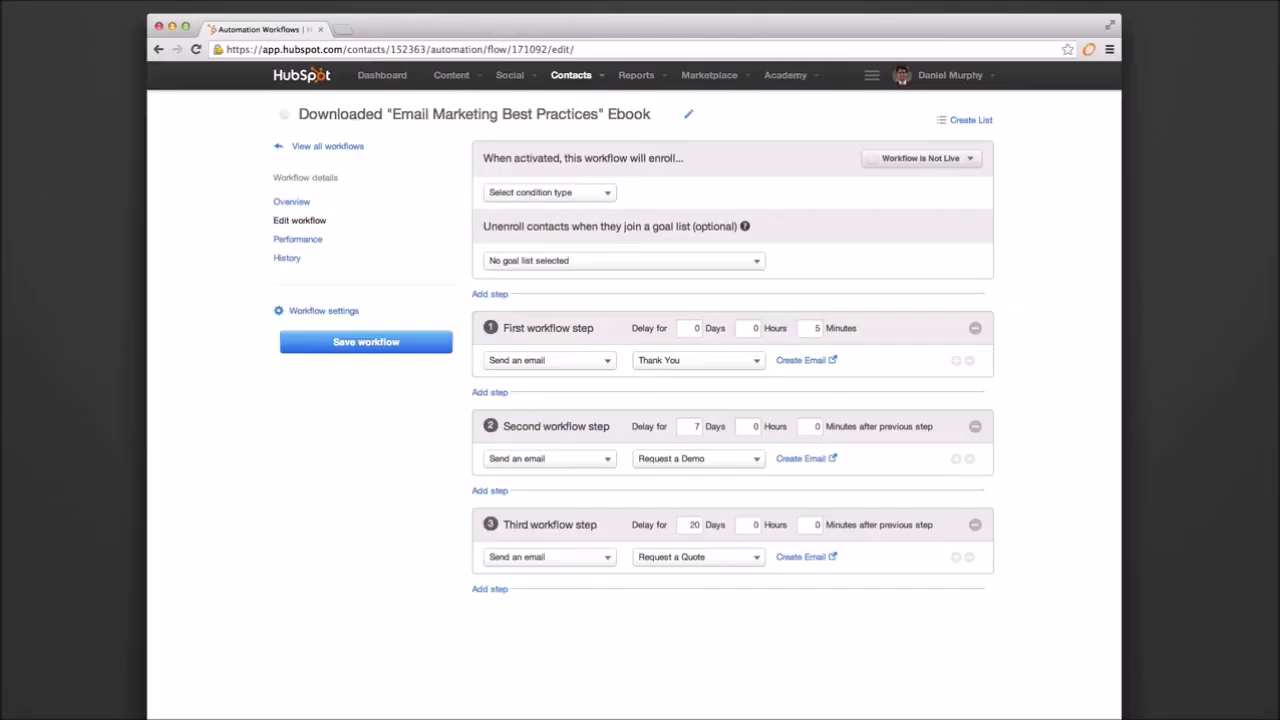 Automation Workflows |
https://app.hubspot.com/contacts/152363/automation/flow/171092/edit/
HubSpot Dashboard Content Social Contacts Reports Marketplace Academy Daniel Murphy
Downloaded "Email Marketing Best Practices" Ebook
Create List
View all workflows
Workflow details
Overview
Edit workflow
Performance
History
Workflow settings
Save workflow
When activated, this workflow will enroll... Workflow is Not Live
Select condition type
Unenroll contacts when they join a goal list (optional) ?
No goal list selected
Add step
1 First workflow step Delay for 0 Days 0 Hours 5 Minutes
Send an email Thank You Create Email
Add step
2 Second workflow step Delay for 7 Days 0 Hours 0 Minutes after previous step
Send an email Request a Demo Create Email
Add step
3 Third workflow step Delay for 20 Days 0 Hours 0 Minutes after previous step
Send an email Request a Quote Create Email
Add step